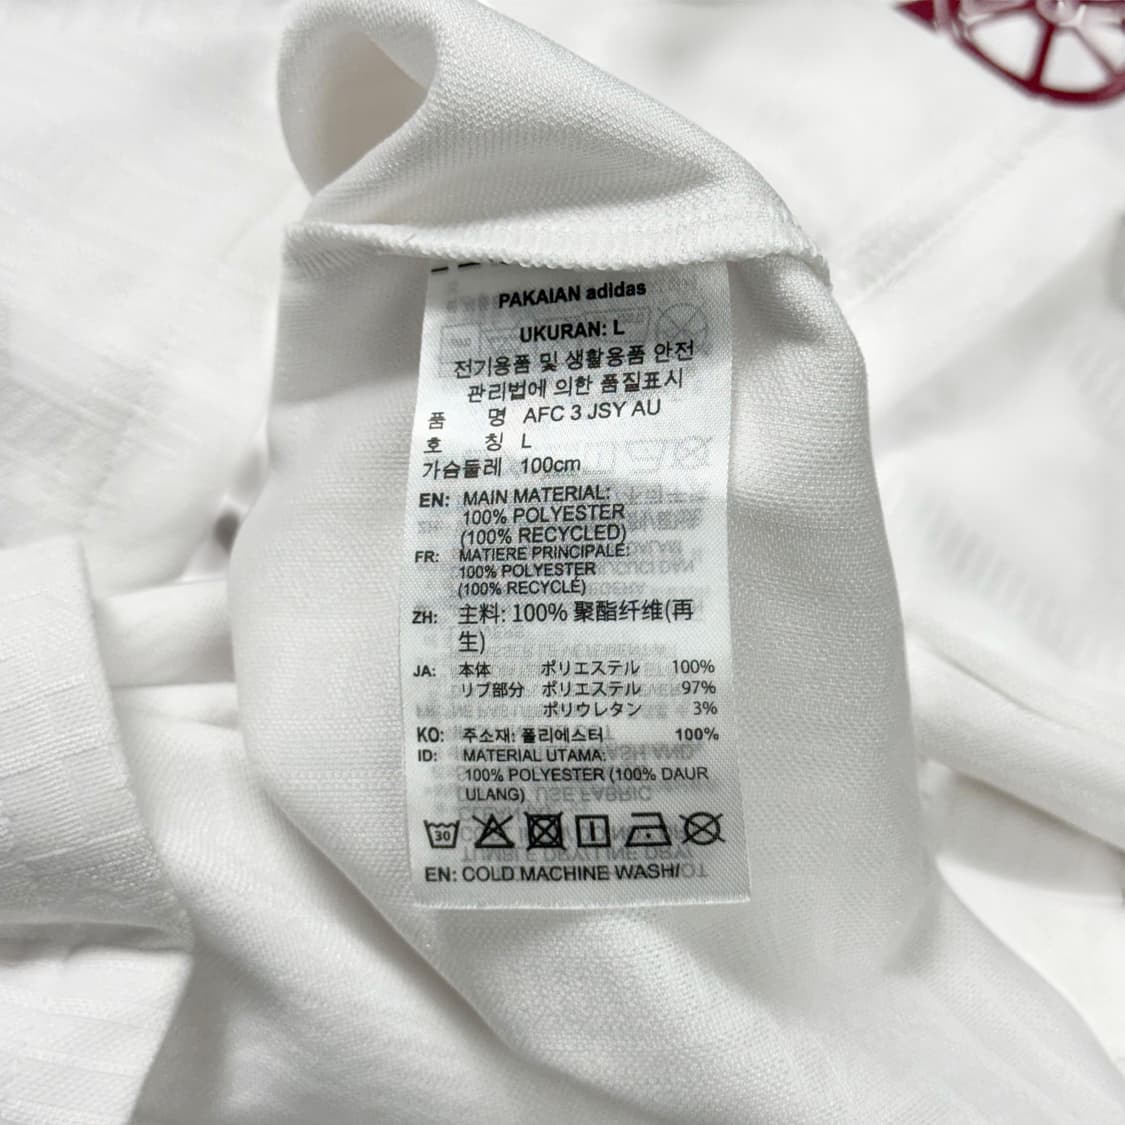 PAKAIAN adidas
UKURAN: L
전기용품 및 생활용품 안전
관리법에 의한 품질표시
품 명 AFC 3 JSY AU
호 칭 L
가슴둘레 100cm
EN: MAIN MATERIAL:
100% POLYESTER
(100% RECYCLED)
FR: MATIERE PRINCIPALE:
100% POLYESTER
(100% RECYCLÉ)
ZH: 主料: 100% 聚酯纤维(再
生)
JA: 本体 ポリエステル 100%
リブ部分 ポリエステル 97%
ポリウレタン 3%
KO: 주소재: 폴리에스터 100%
ID: MATERIAL UTAMA:
100% POLYESTER (100% DAUR
ULANG)
30
EN: COLD MACHINE WASH/